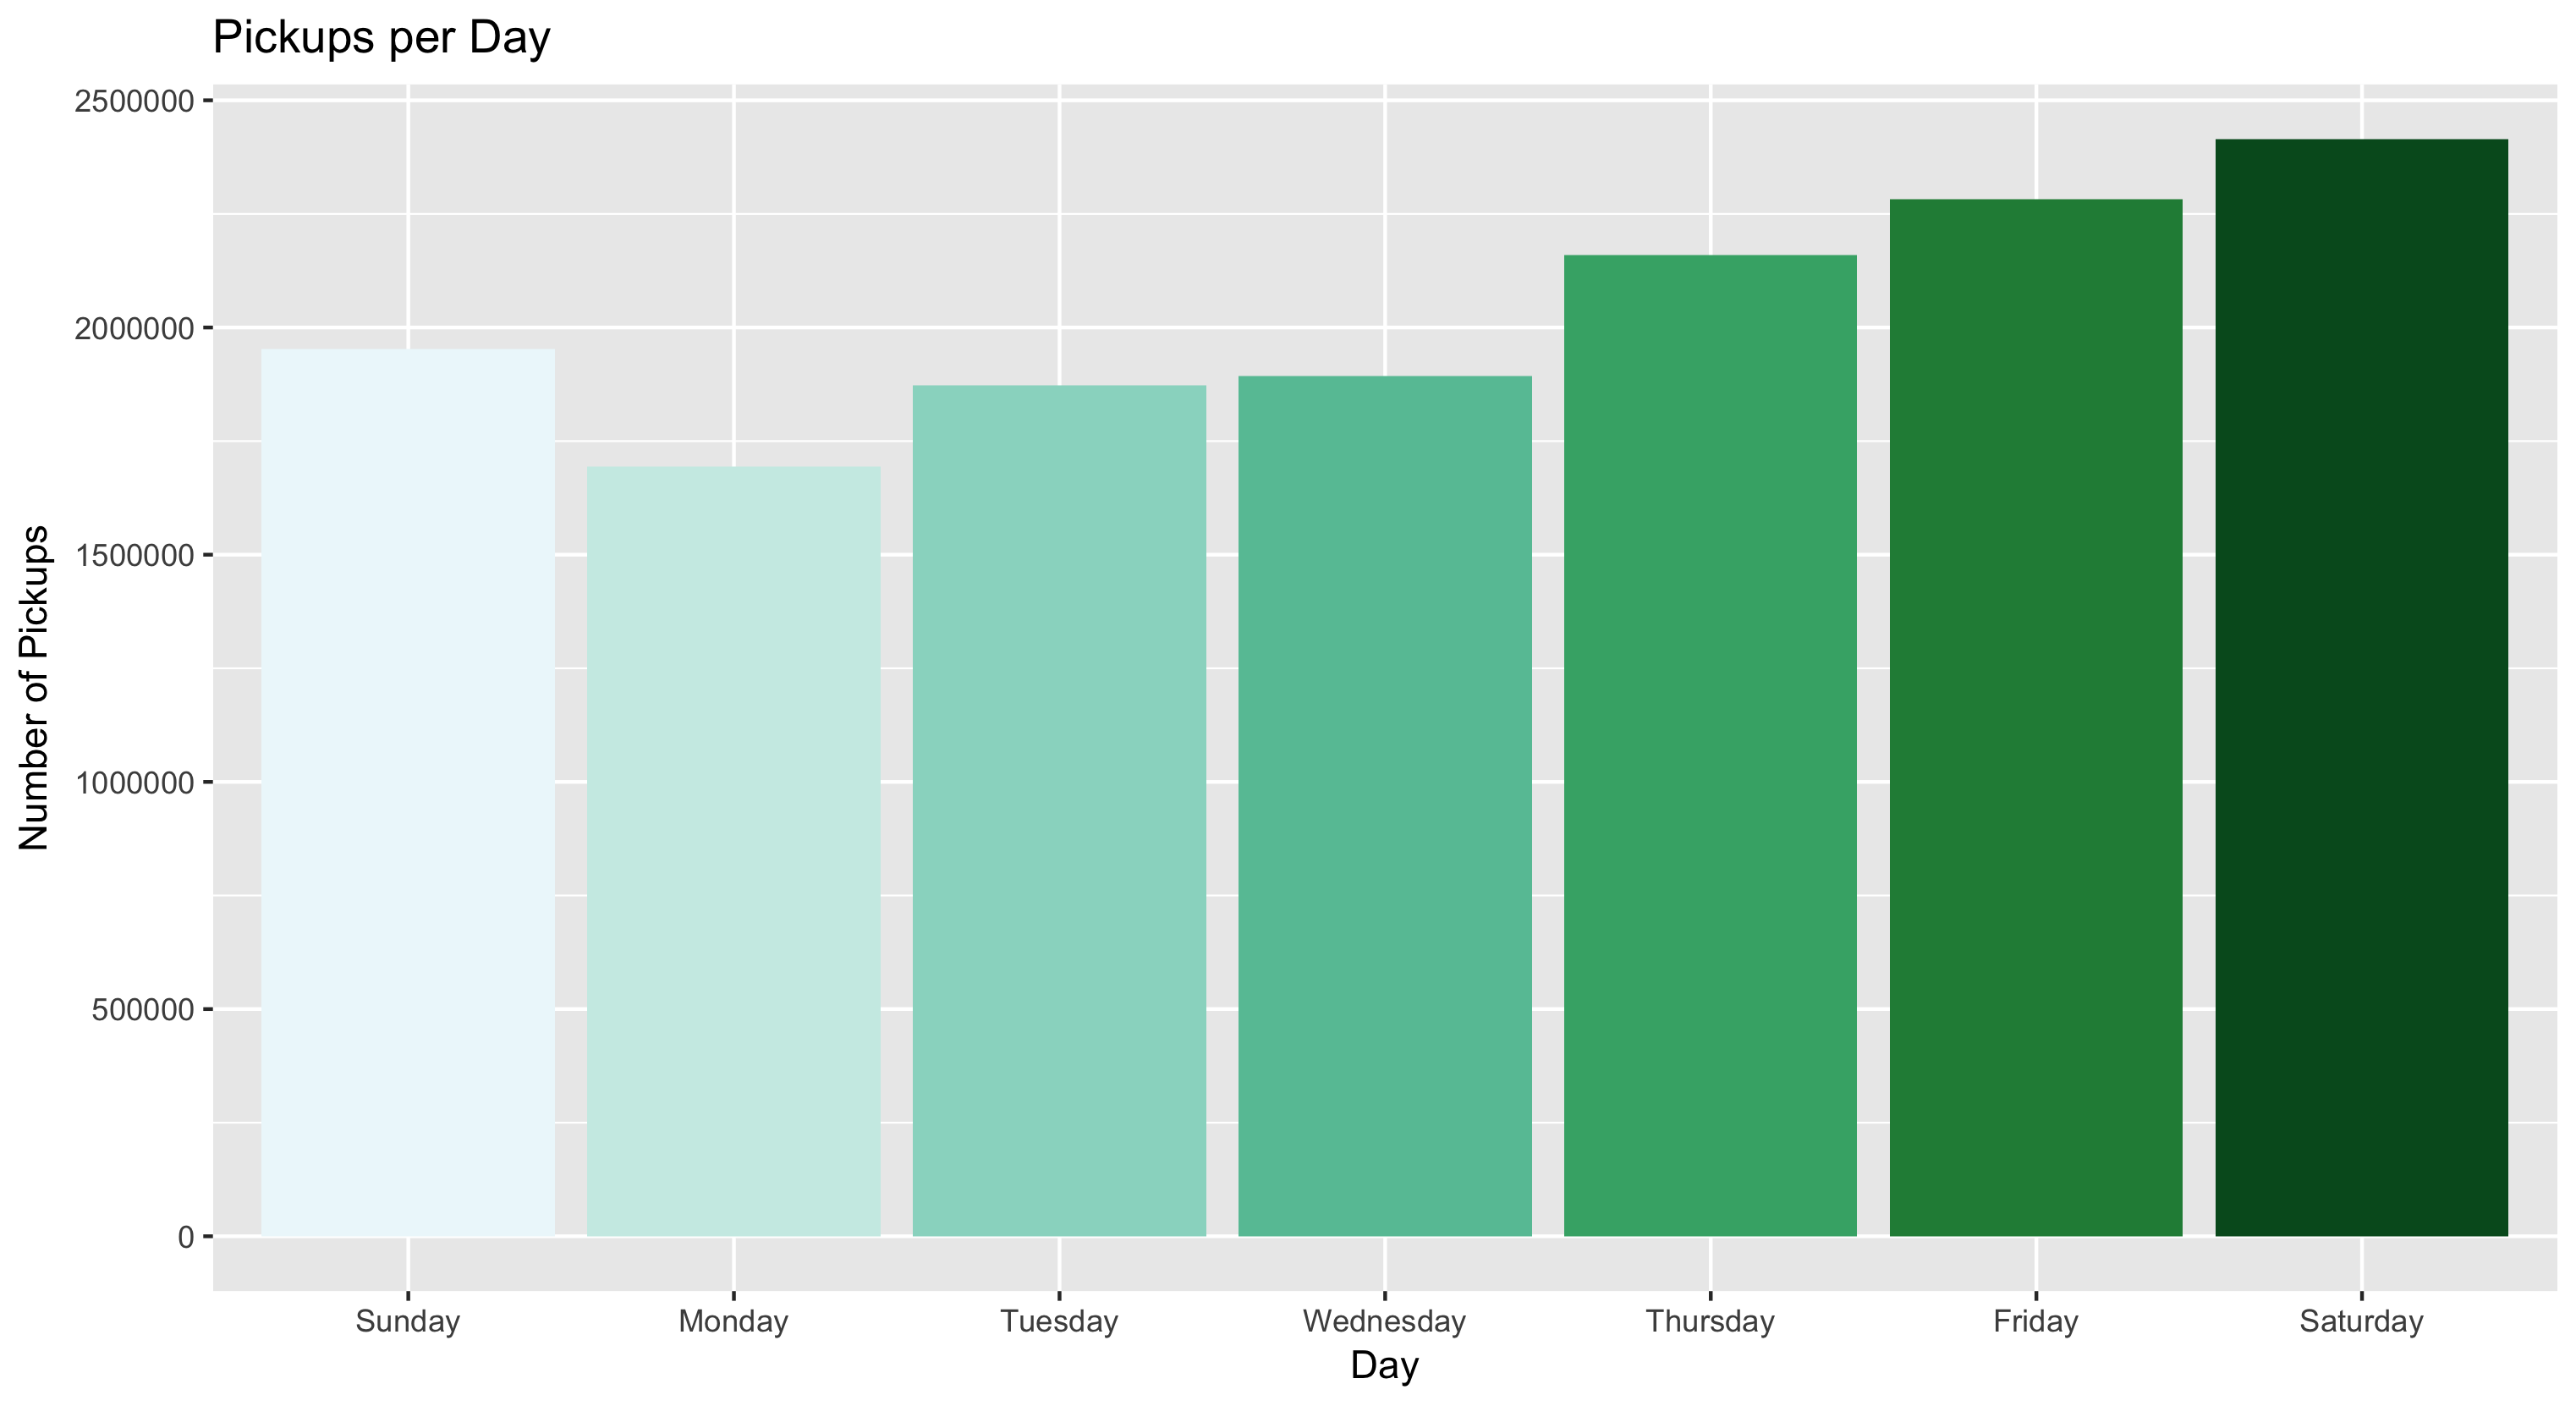 Pickups per Day
Number of Pickups
2500000
2000000
1500000
1000000
500000
0
Sunday Monday Tuesday Wednesday Thursday Friday Saturday
Day